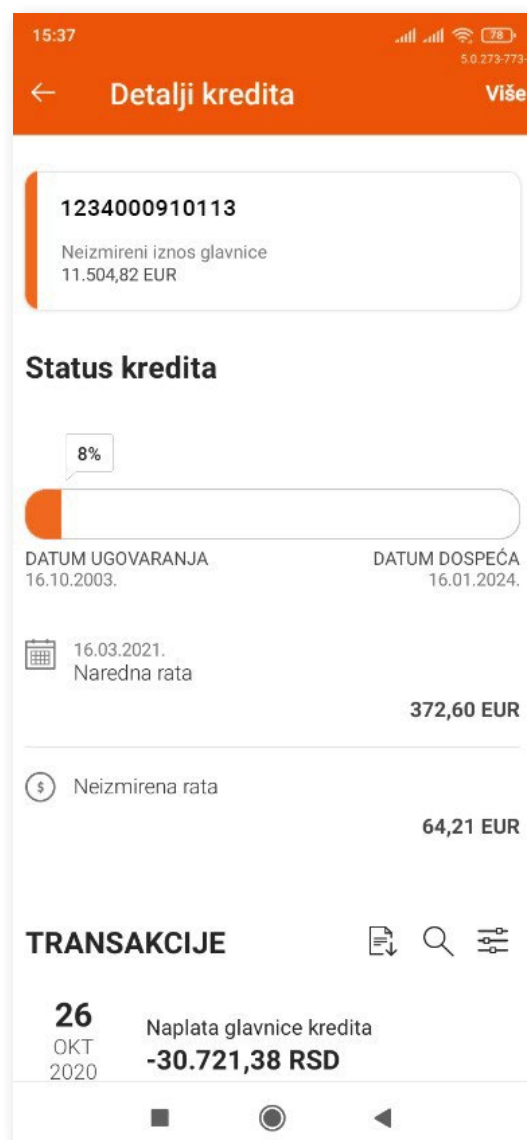 15:37
78
5.0.273-773-
Detalji kredita
Više
1234000910113
Neizmireni iznos glavnice
11.504,82 EUR
Status kredita
8%
DATUM UGOVARANJA
16.10.2003.
DATUM DOSPEĆA
16.01.2024.
16.03.2021.
Naredna rata
372,60 EUR
$
Neizmirena rata
64,21 EUR
TRANSAKCIJE
26
OKT
2020
Naplata glavnice kredita
-30.721,38 RSD